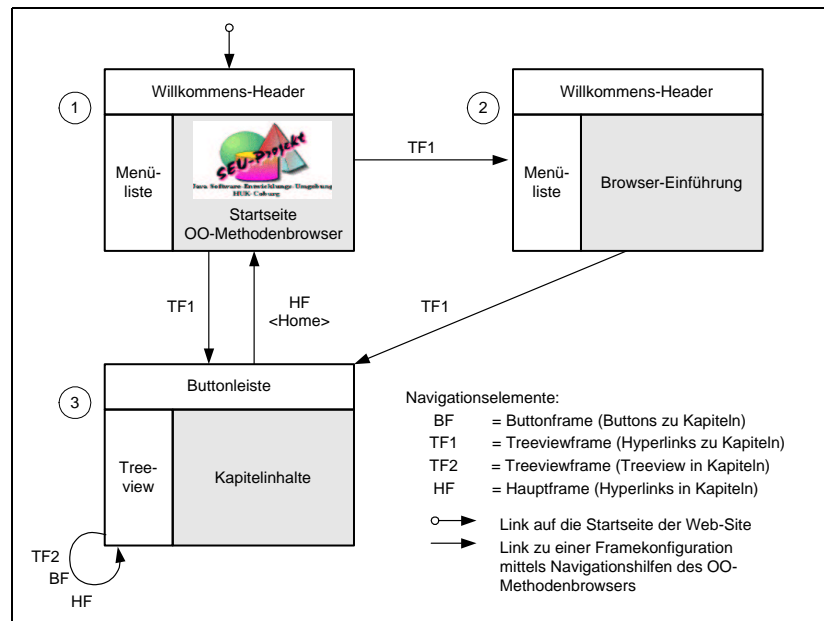 Willkommens-Header
1
Menü-
liste
SEU-Projekt
Jura Software Entwicklungs-Umgebung
HUK-Coburg
Startseite
OO-Methodenbrowser
TF1
Willkommens-Header
2
Menü-
liste
Browser-Einführung
TF1
HF
<Home>
TF1
Buttonleiste
3
Tree-
view
Kapitelinhalte
TF2
BF
HF
Navigationselemente:
BF = Buttonframe (Buttons zu Kapiteln)
TF1 = Treeviewframe (Hyperlinks zu Kapiteln)
TF2 = Treeviewframe (Treeview in Kapiteln)
HF = Hauptframe (Hyperlinks in Kapiteln)
Link auf die Startseite der Web-Site
Link zu einer Framekonfiguration
mittels Navigationshilfen des OO-
Methodenbrowsers